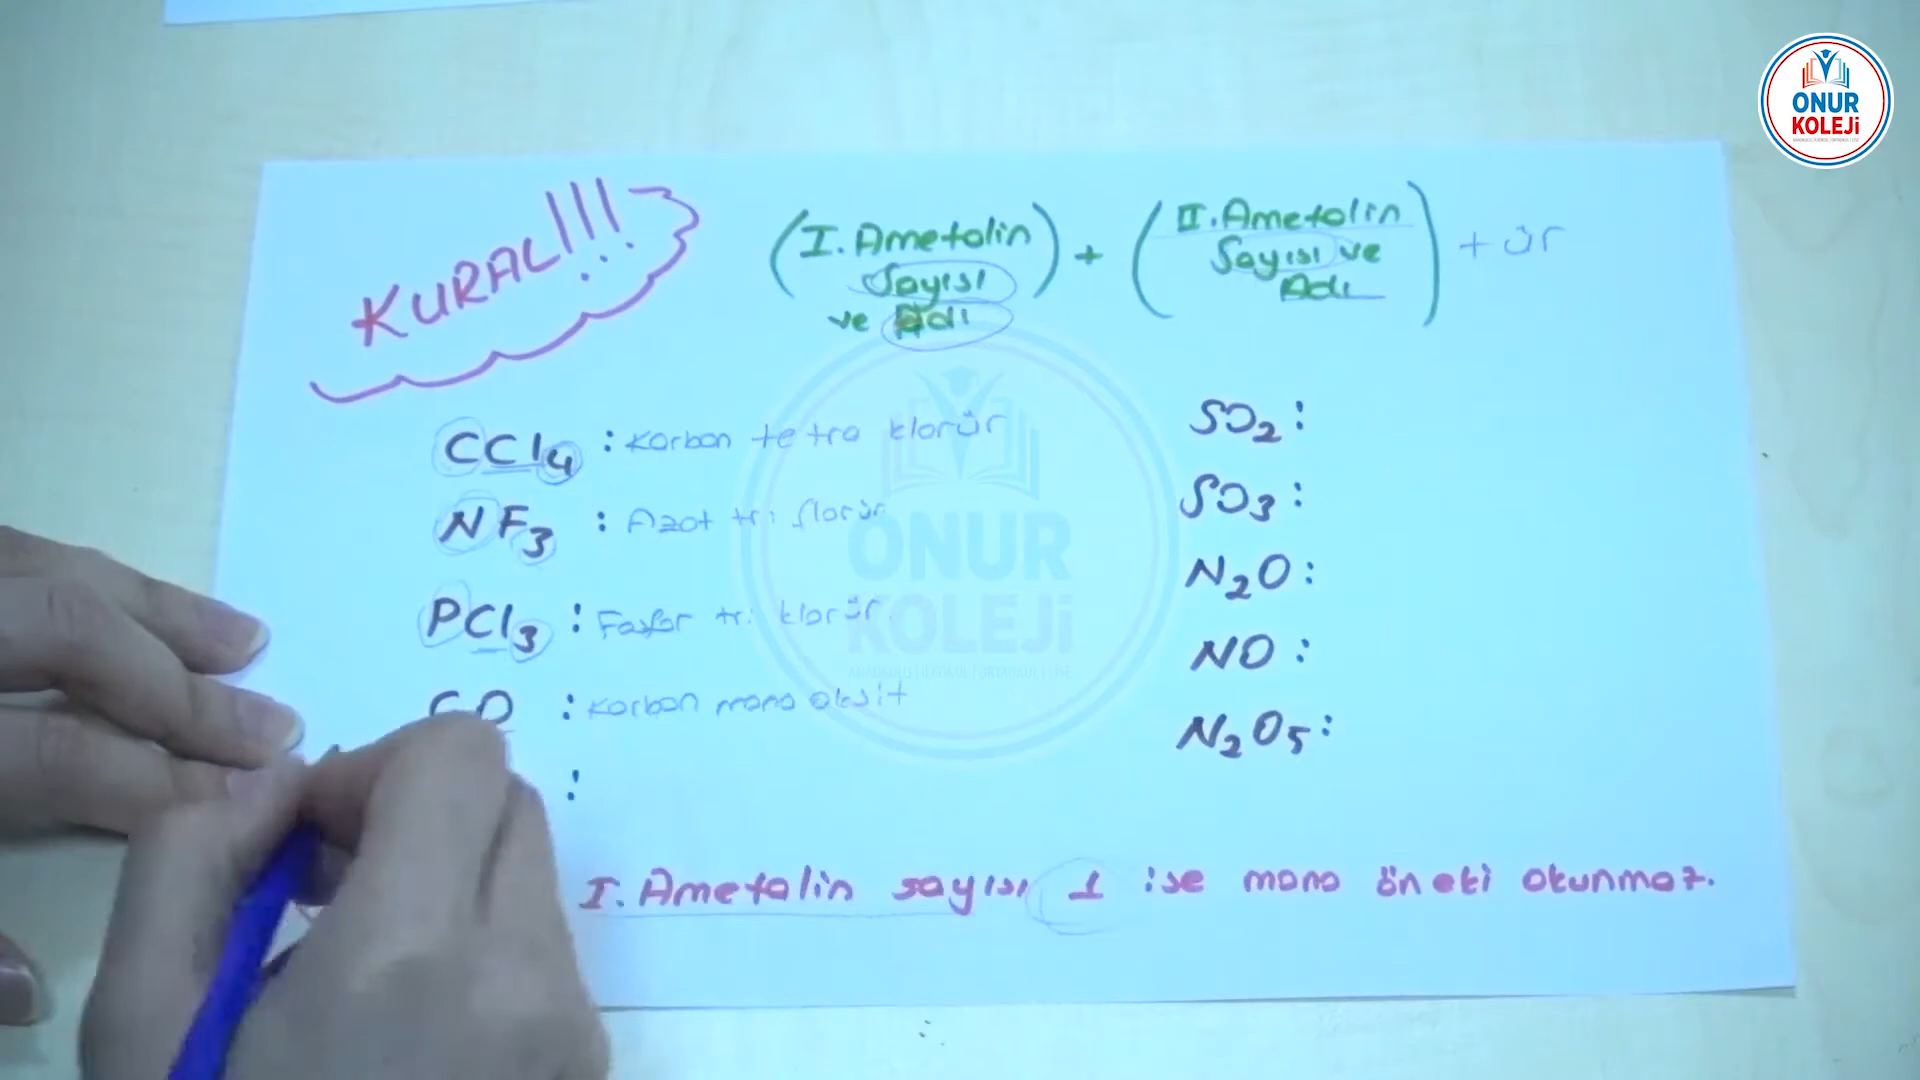 ONUR
KOLEJİ
KURAL!!!
(I. Ametalin Sayısı ve Adı) + (II. Ametalin Sayısı ve Adı) + ür
CCl4 : Karbon tetra klorür
NF3 : Azot tri florür
PCl3 : Fosfor tri klorür
CO : Karbon mono oksit
:
SO2 :
SO3 :
N2O :
NO :
N2O5 :
I. Ametalin sayısı 1 ise mono öneki okunmaz.
ONUR
KOLEJİ